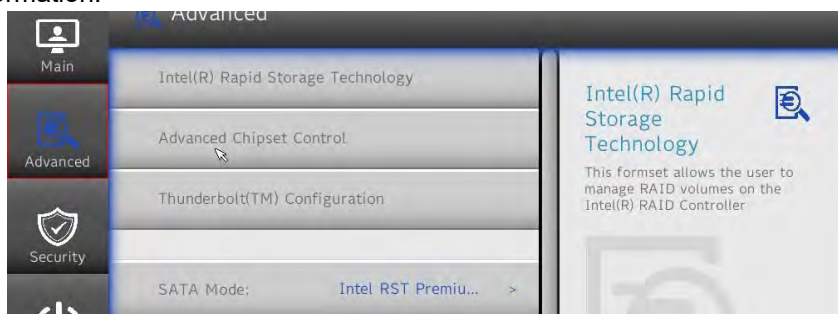 ormation.
Advanced
Main
Intel(R) Rapid Storage Technology
Advanced Chipset Control
Advanced
Thunderbolt(TM) Configuration
Security
SATA Mode: Intel RST Premiu... >
Intel(R) Rapid
Storage
Technology
This formset allows the user to
manage RAID volumes on the
Intel(R) RAID Controller